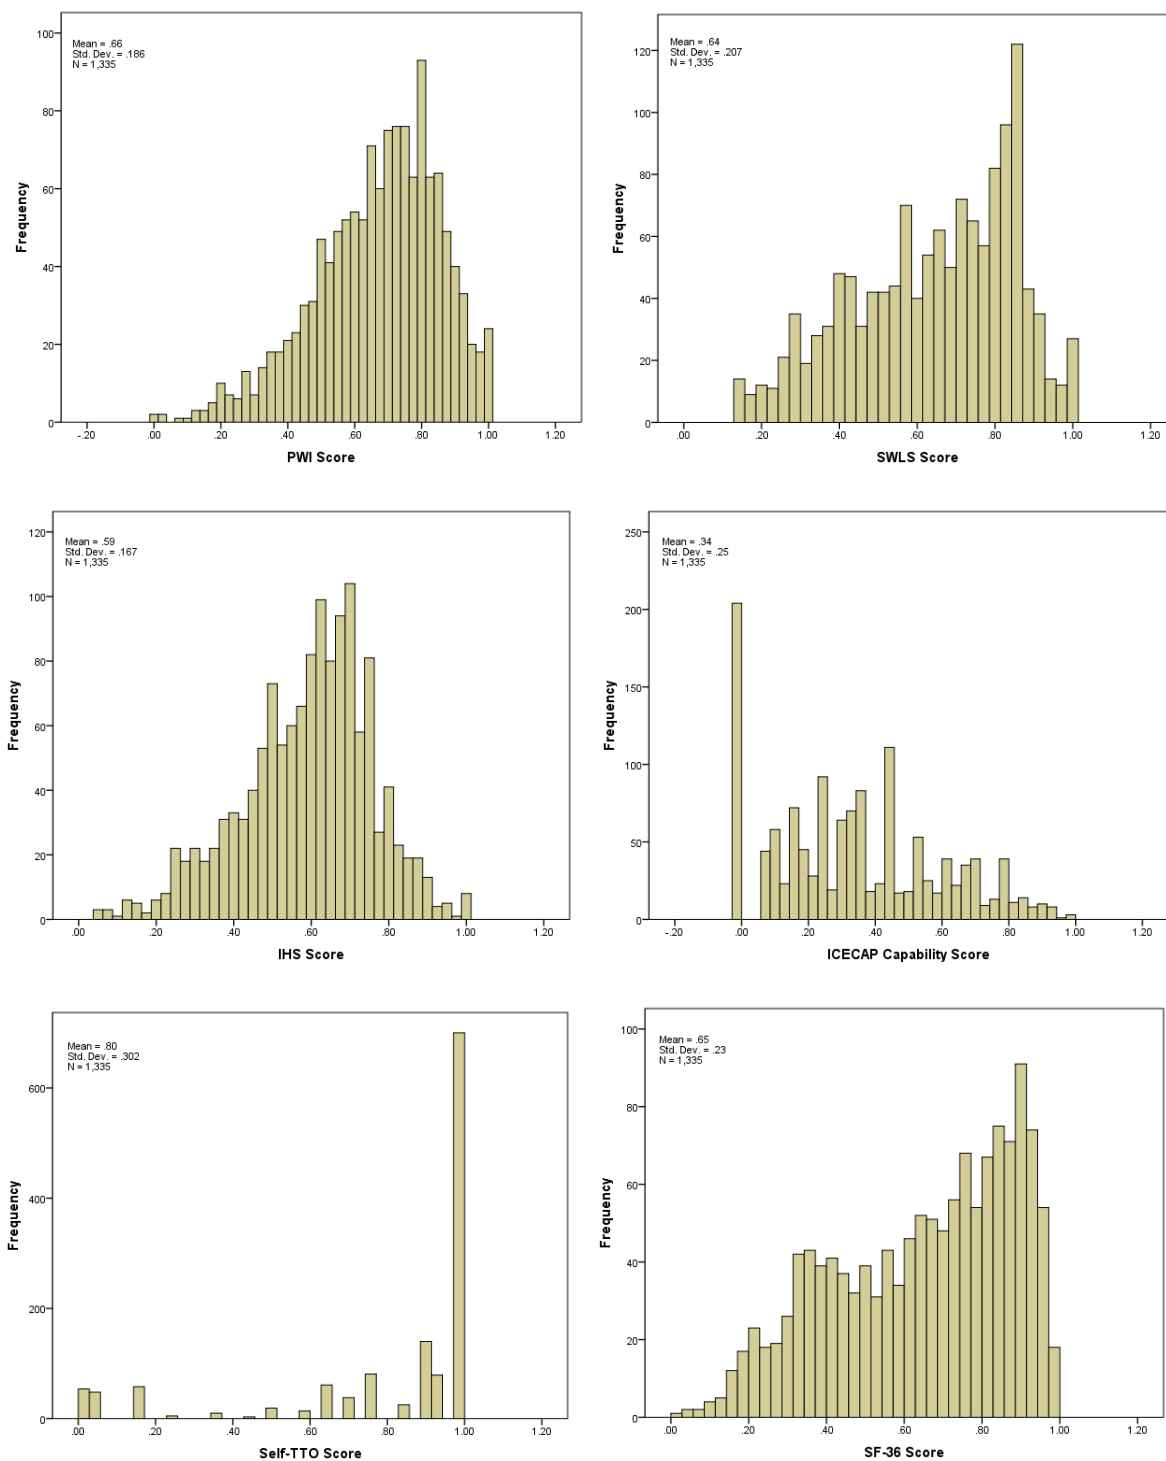 Mean = .66
Std. Dev. = .186
N = 1,335
Frequency
100
80
60
40
20
0
-.20 .00 .20 .40 .60 .80 1.00 1.20
PWI Score
Mean = .64
Std. Dev. = .207
N = 1,335
Frequency
120
100
80
60
40
20
0
.00 .20 .40 .60 .80 1.00 1.20
SWLS Score
Mean = .59
Std. Dev. = .167
N = 1,335
Frequency
120
100
80
60
40
20
0
.00 .20 .40 .60 .80 1.00 1.20
IHS Score
Mean = .34
Std. Dev. = .25
N = 1,335
Frequency
250
200
150
100
50
0
-.20 .00 .20 .40 .60 .80 1.00 1.20
ICECAP Capability Score
Mean = .80
Std. Dev. = .302
N = 1,335
Frequency
600
400
200
0
.00 .20 .40 .60 .80 1.00 1.20
Self-TTO Score
Mean = .65
Std. Dev. = .23
N = 1,335
Frequency
100
80
60
40
20
0
.00 .20 .40 .60 .80 1.00 1.20
SF-36 Score